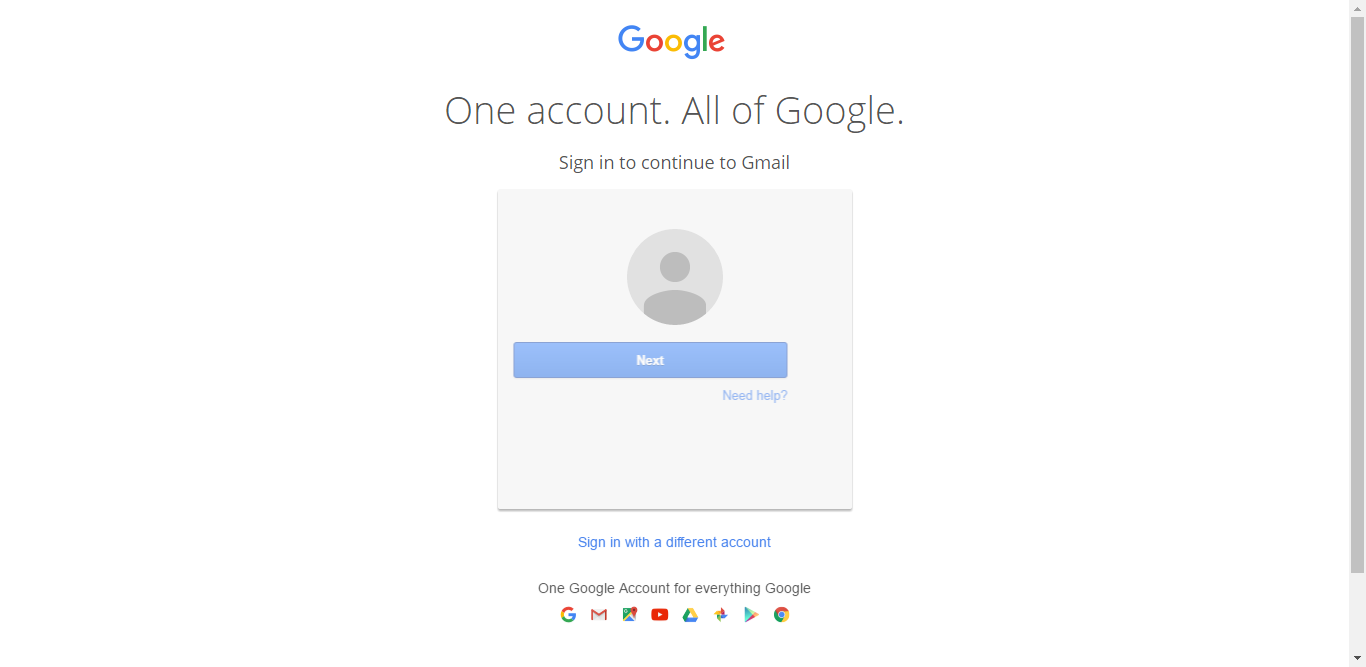 Google
One account. All of Google.
Sign in to continue to Gmail
Next
Need help?
Sign in with a different account
One Google Account for everything Google